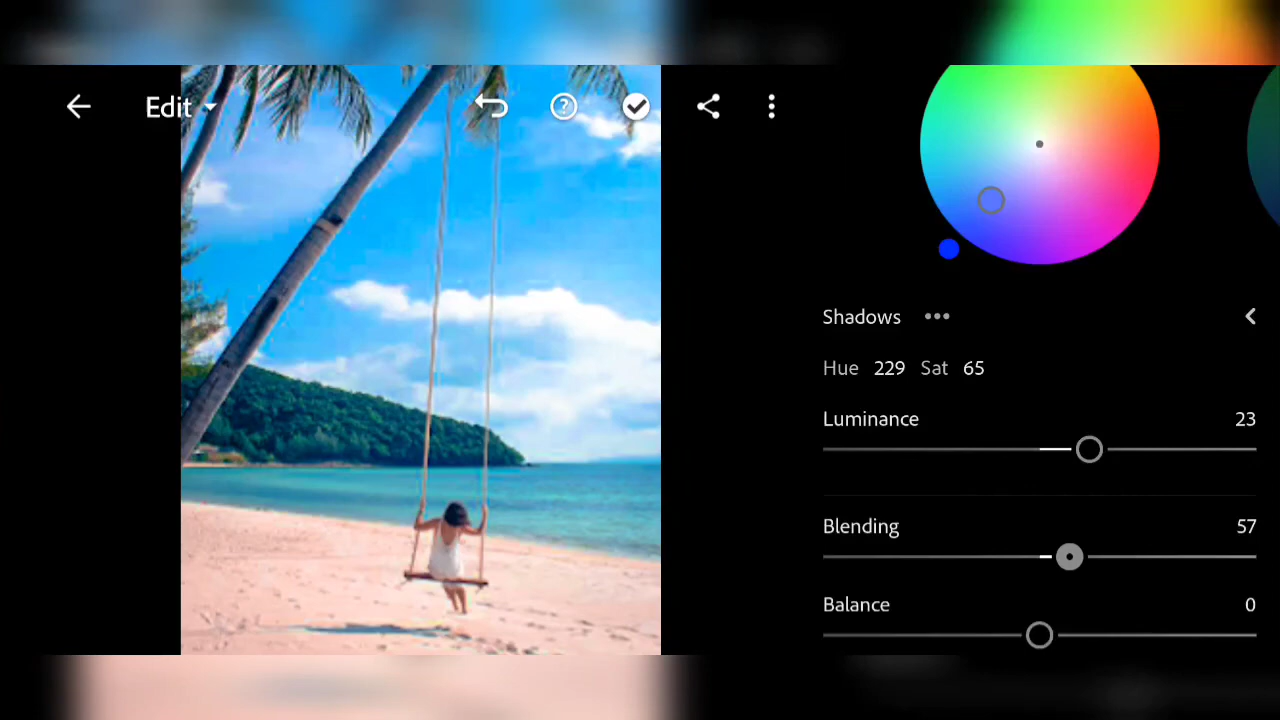 Edit
Shadows
Hue 229 Sat 65
Luminance 23
Blending 57
Balance 0